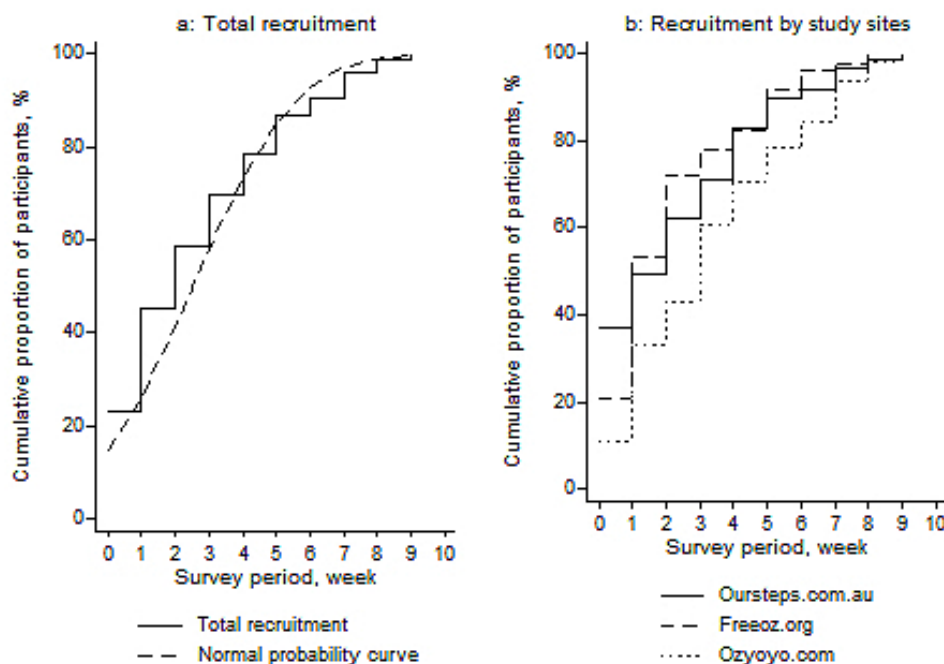 a: Total recruitment
Cumulative proportion of participants, %
100
80
60
40
20
0
0 1 2 3 4 5 6 7 8 9 10
Survey period, week
Total recruitment
Normal probability curve
b: Recruitment by study sites
Cumulative proportion of participants, %
100
80
60
40
20
0
0 1 2 3 4 5 6 7 8 9 10
Survey period, week
Oursteps.com.au
Freeoz.org
Ozyoyo.com